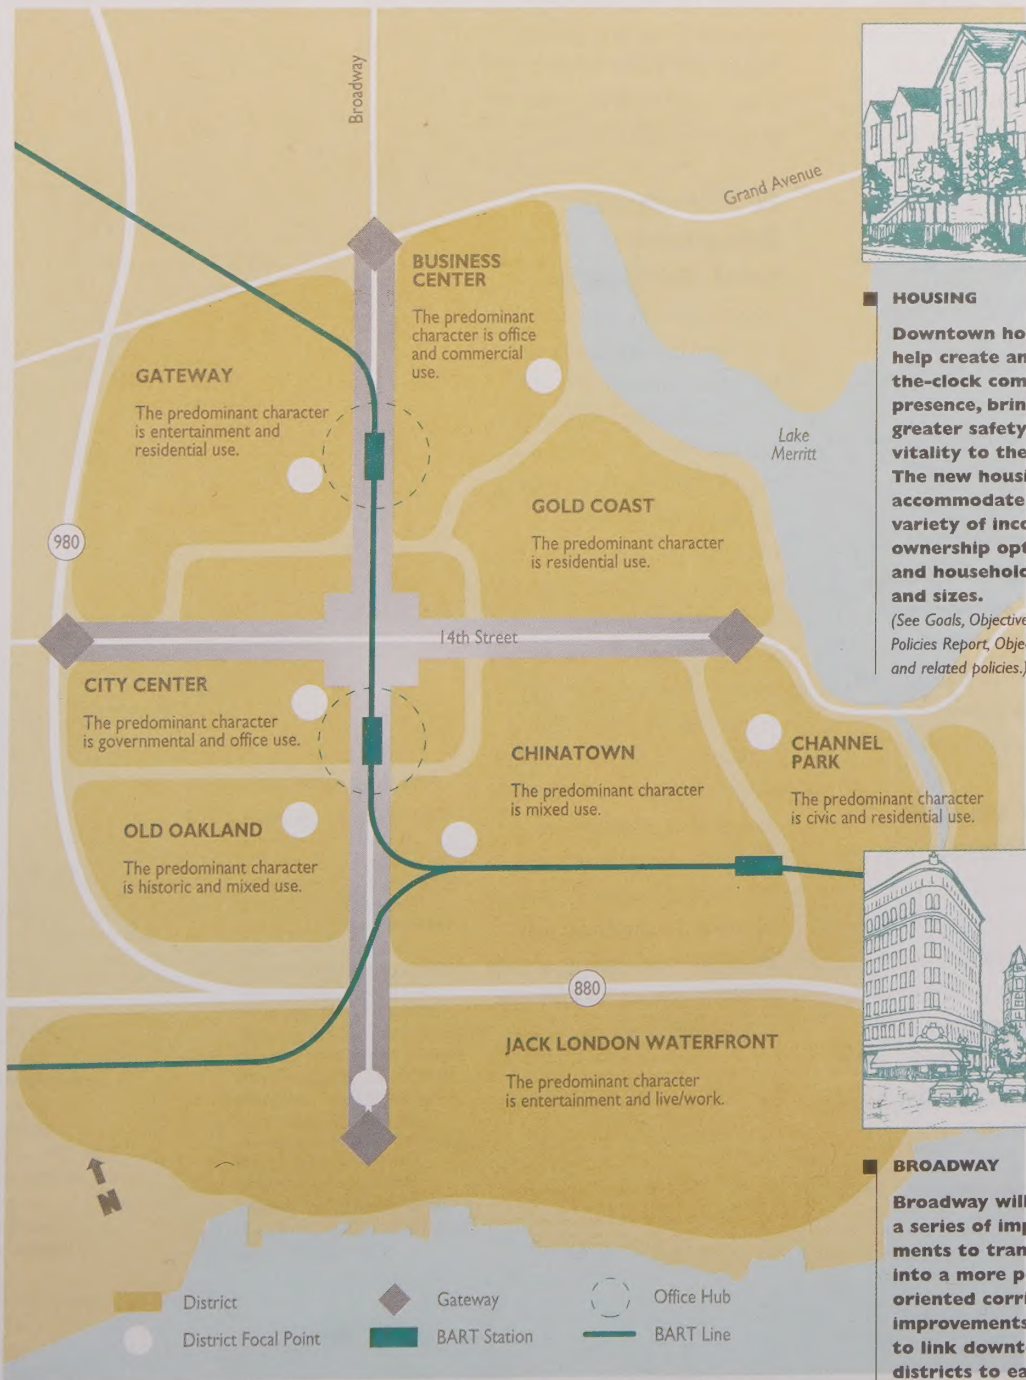 Broadway
Grand Avenue
BUSINESS
CENTER
The predominant
character is office
and commercial
use.
GATEWAY
The predominant character
is entertainment and
residential use.
Lake
Merritt
GOLD COAST
The predominant character
is residential use.
980
14th Street
CITY CENTER
The predominant character
is governmental and office use.
CHINATOWN
The predominant character
is mixed use.
CHANNEL
PARK
The predominant character
is civic and residential use.
OLD OAKLAND
The predominant character
is historic and mixed use.
880
JACK LONDON WATERFRONT
The predominant character
is entertainment and live/work.
N
District
District Focal Point
Gateway
BART Station
Office Hub
BART Line
HOUSING
Downtown ho
help create an
the-clock com
presence, brin
greater safety
vitality to the
The new housi
accommodate
variety of inco
ownership opt
and household
and sizes.
(See Goals, Objective
Policies Report, Obje
and related policies.)
BROADWAY
Broadway will
a series of imp
ments to tran
into a more p
oriented corri
improvements
to link downt
districts to ea